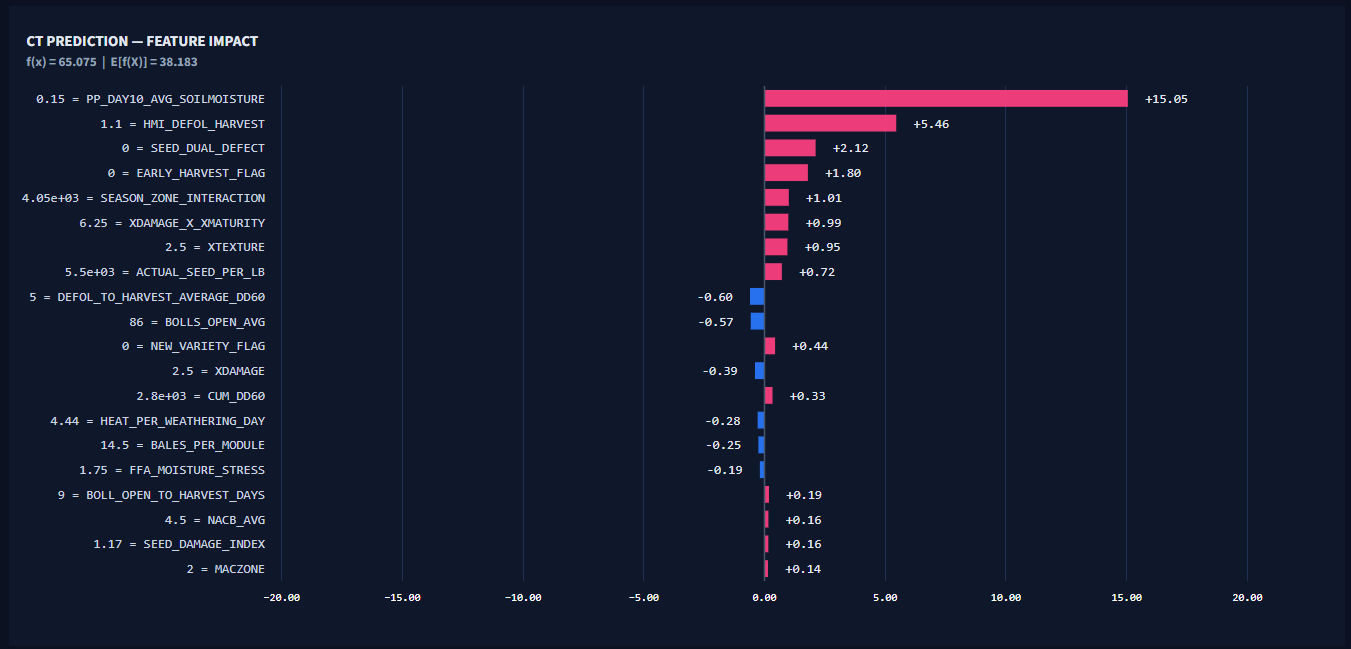 CT PREDICTION — FEATURE IMPACT
f(x) = 65.075 | E[f(X)] = 38.183
0.15 = PP_DAY10_AVG_SOILMOISTURE +15.05
1.1 = HMI_DEFOL_HARVEST +5.46
0 = SEED_DUAL_DEFECT +2.12
0 = EARLY_HARVEST_FLAG +1.80
4.05e+03 = SEASON_ZONE_INTERACTION +1.01
6.25 = XDAMAGE_X_XMATURITY +0.99
2.5 = XTEXTURE +0.95
5.5e+03 = ACTUAL_SEED_PER_LB +0.72
5 = DEFOL_TO_HARVEST_AVERAGE_DD60 -0.60
86 = BOLLS_OPEN_AVG -0.57
0 = NEW_VARIETY_FLAG +0.44
2.5 = XDAMAGE -0.39
2.8e+03 = CUM_DD60 +0.33
4.44 = HEAT_PER_WEATHERING_DAY -0.28
14.5 = BALES_PER_MODULE -0.25
1.75 = FFA_MOISTURE_STRESS -0.19
9 = BOLL_OPEN_TO_HARVEST_DAYS +0.19
4.5 = NACB_AVG +0.16
1.17 = SEED_DAMAGE_INDEX +0.16
2 = MACZONE +0.14
−20.00 −15.00 −10.00 −5.00 0.00 5.00 10.00 15.00 20.00